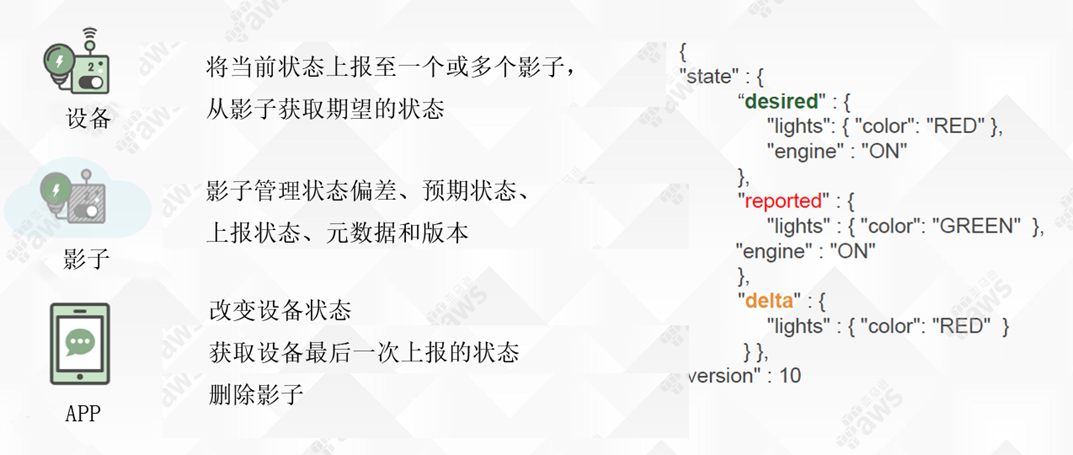 设备
将当前状态上报至一个或多个影子，
从影子获取期望的状态
影子
影子管理状态偏差、预期状态、
上报状态、元数据和版本
APP
改变设备状态
获取设备最后一次上报的状态
删除影子
{
"state" : {
“desired" : {
"lights": { "color": "RED" },
"engine" : "ON"
},
"reported" : {
"lights" : { "color": "GREEN" },
"engine" : "ON"
},
"delta" : {
"lights" : { "color": "RED" }
} },
version" : 10
aws